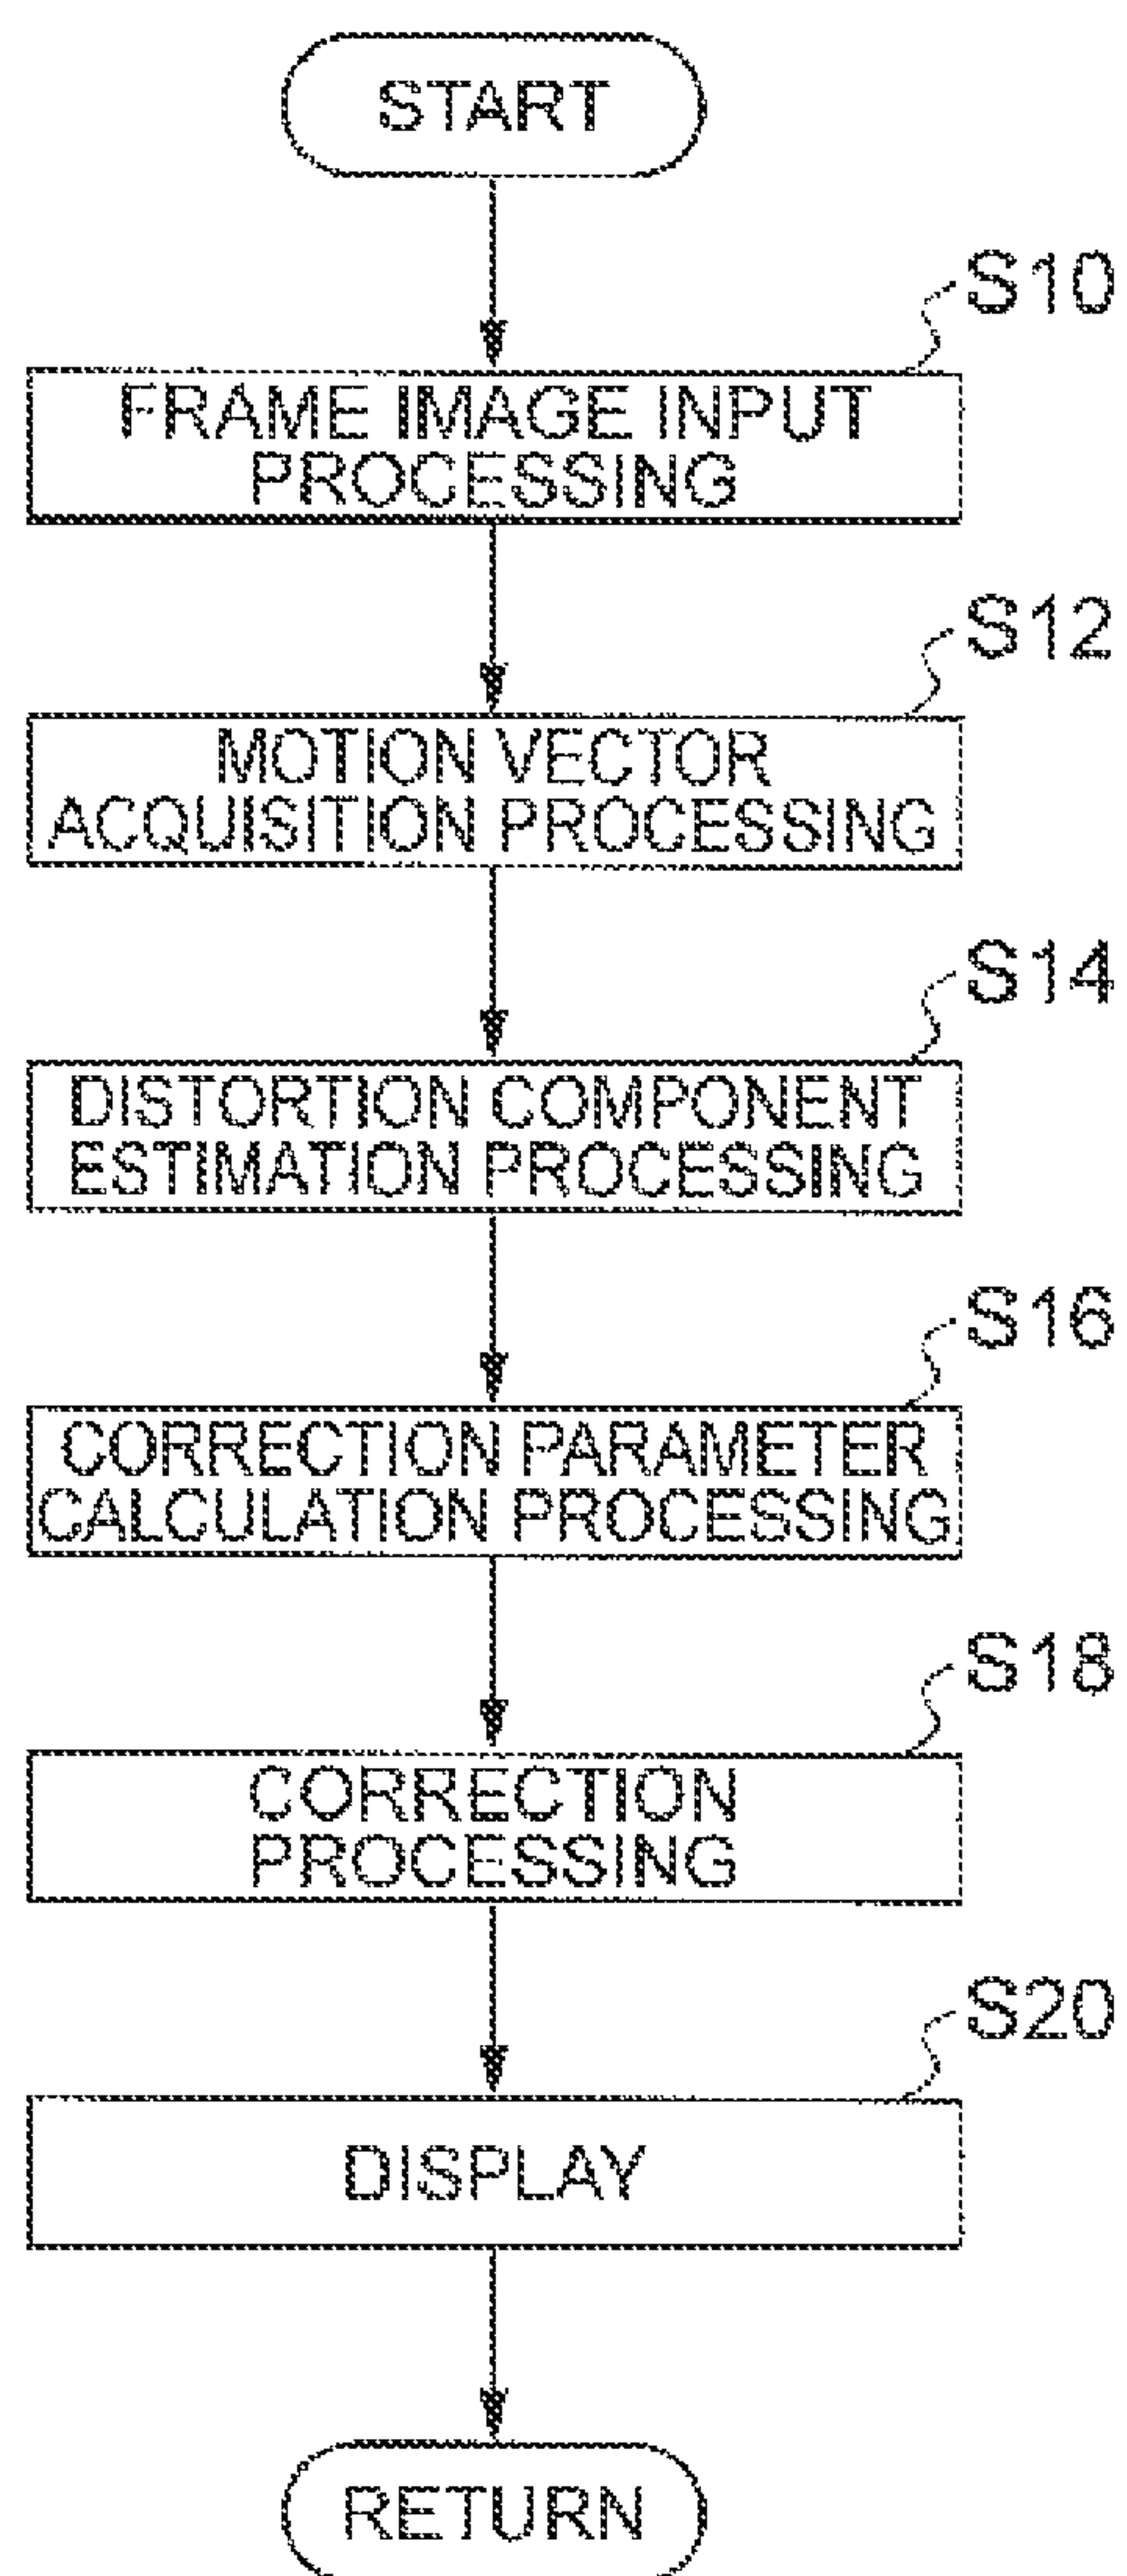 START
S10
FRAME IMAGE INPUT
PROCESSING
S12
MOTION VECTOR
ACQUISITION PROCESSING
S14
DISTORTION COMPONENT
ESTIMATION PROCESSING
S16
CORRECTION PARAMETER
CALCULATION PROCESSING
S18
CORRECTION
PROCESSING
S20
DISPLAY
RETURN